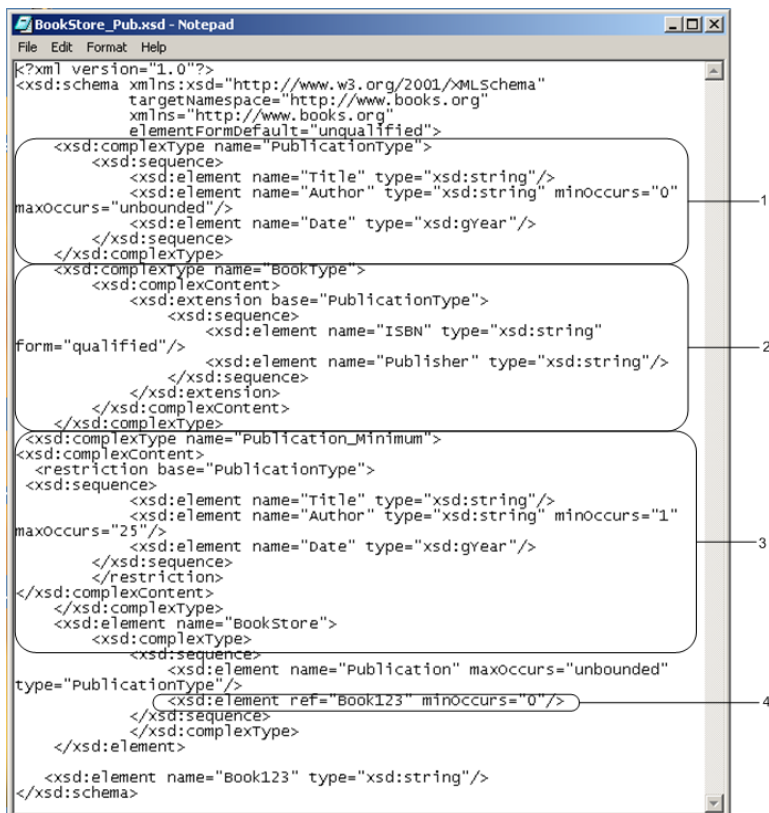 BookStore_Pub.xsd - Notepad
File Edit Format Help
<?xml version="1.0"?>
<xsd:schema xmlns:xsd="http://www.w3.org/2001/XMLSchema"
targetNamespace="http://www.books.org"
xmlns="http://www.books.org"
elementFormDefault="unqualified">
<xsd:complexType name="PublicationType">
<xsd:sequence>
<xsd:element name="Title" type="xsd:string"/>
<xsd:element name="Author" type="xsd:string" minOccurs="0"
maxOccurs="unbounded"/>
1
<xsd:element name="Date" type="xsd:gYear"/>
</xsd:sequence>
</xsd:complexType>
<xsd:complexType name="BookType">
<xsd:complexContent>
<xsd:extension base="PublicationType">
<xsd:sequence>
<xsd:element name="ISBN" type="xsd:string"
form="qualified"/>
2
<xsd:element name="Publisher" type="xsd:string"/>
</xsd:sequence>
</xsd:extension>
</xsd:complexContent>
</xsd:complexType>
<xsd:complexType name="Publication_Minimum">
<xsd:complexContent>
<restriction base="PublicationType">
<xsd:sequence>
<xsd:element name="Title" type="xsd:string"/>
<xsd:element name="Author" type="xsd:string" minOccurs="1"
maxOccurs="25"/>
<xsd:element name="Date" type="xsd:gYear"/>
3
</xsd:sequence>
</restriction>
</xsd:complexContent>
</xsd:complexType>
<xsd:element name="BookStore">
<xsd:complexType>
<xsd:sequence>
<xsd:element name="Publication" maxOccurs="unbounded"
type="PublicationType"/>
<xsd:element ref="Book123" minOccurs="0"/>
4
</xsd:sequence>
</xsd:complexType>
</xsd:element>
<xsd:element name="Book123" type="xsd:string"/>
</xsd:schema>